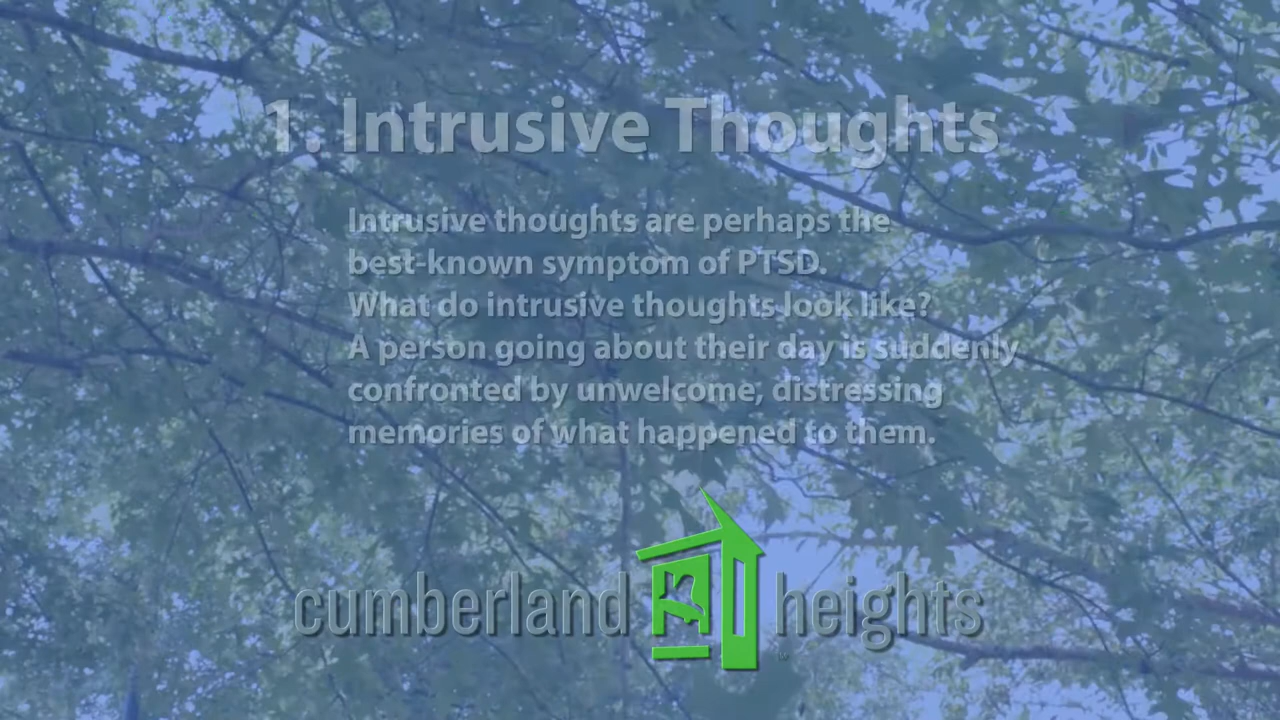 1. Intrusive Thoughts
Intrusive thoughts are perhaps the
best-known symptom of PTSD.
What do intrusive thoughts look like?
A person going about their day is suddenly
confronted by unwelcome, distressing
memories of what happened to them.
cumberland heights